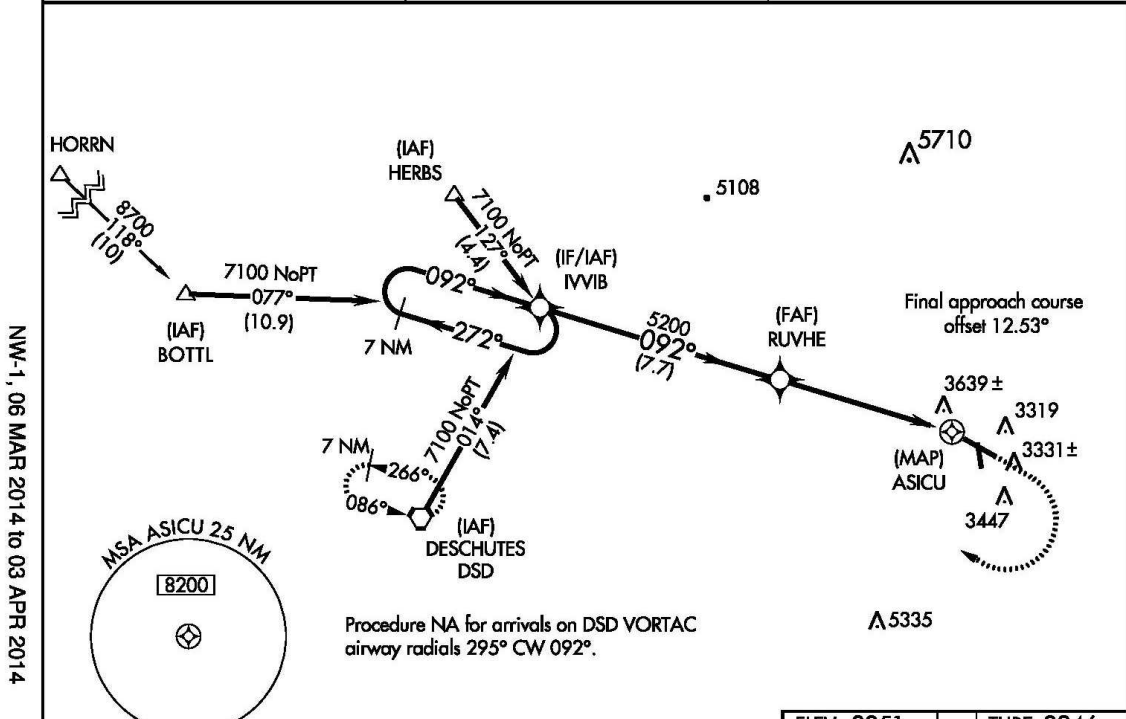 HORRN
8700
118°
(10)
(IAF)
HERBS
7100 NoPT
127°
(4.4)
5710
5108
7100 NoPT
077°
(10.9)
(IAF)
BOTTL
092°
272°
7 NM
(IF/IAF)
IVVIB
5200
092°
(7.7)
(FAF)
RUVHE
Final approach course
offset 12.53°
3639±
3319
3331±
3447
(MAP)
ASICU
7100 NoPT
014°
(7.4)
7 NM
266°
086°
(IAF)
DESCHUTES
DSD
MSA ASICU 25 NM
8200
Procedure NA for arrivals on DSD VORTAC
airway radials 295° CW 092°.
5335
NW-1, 06 MAR 2014 to 03 APR 2014